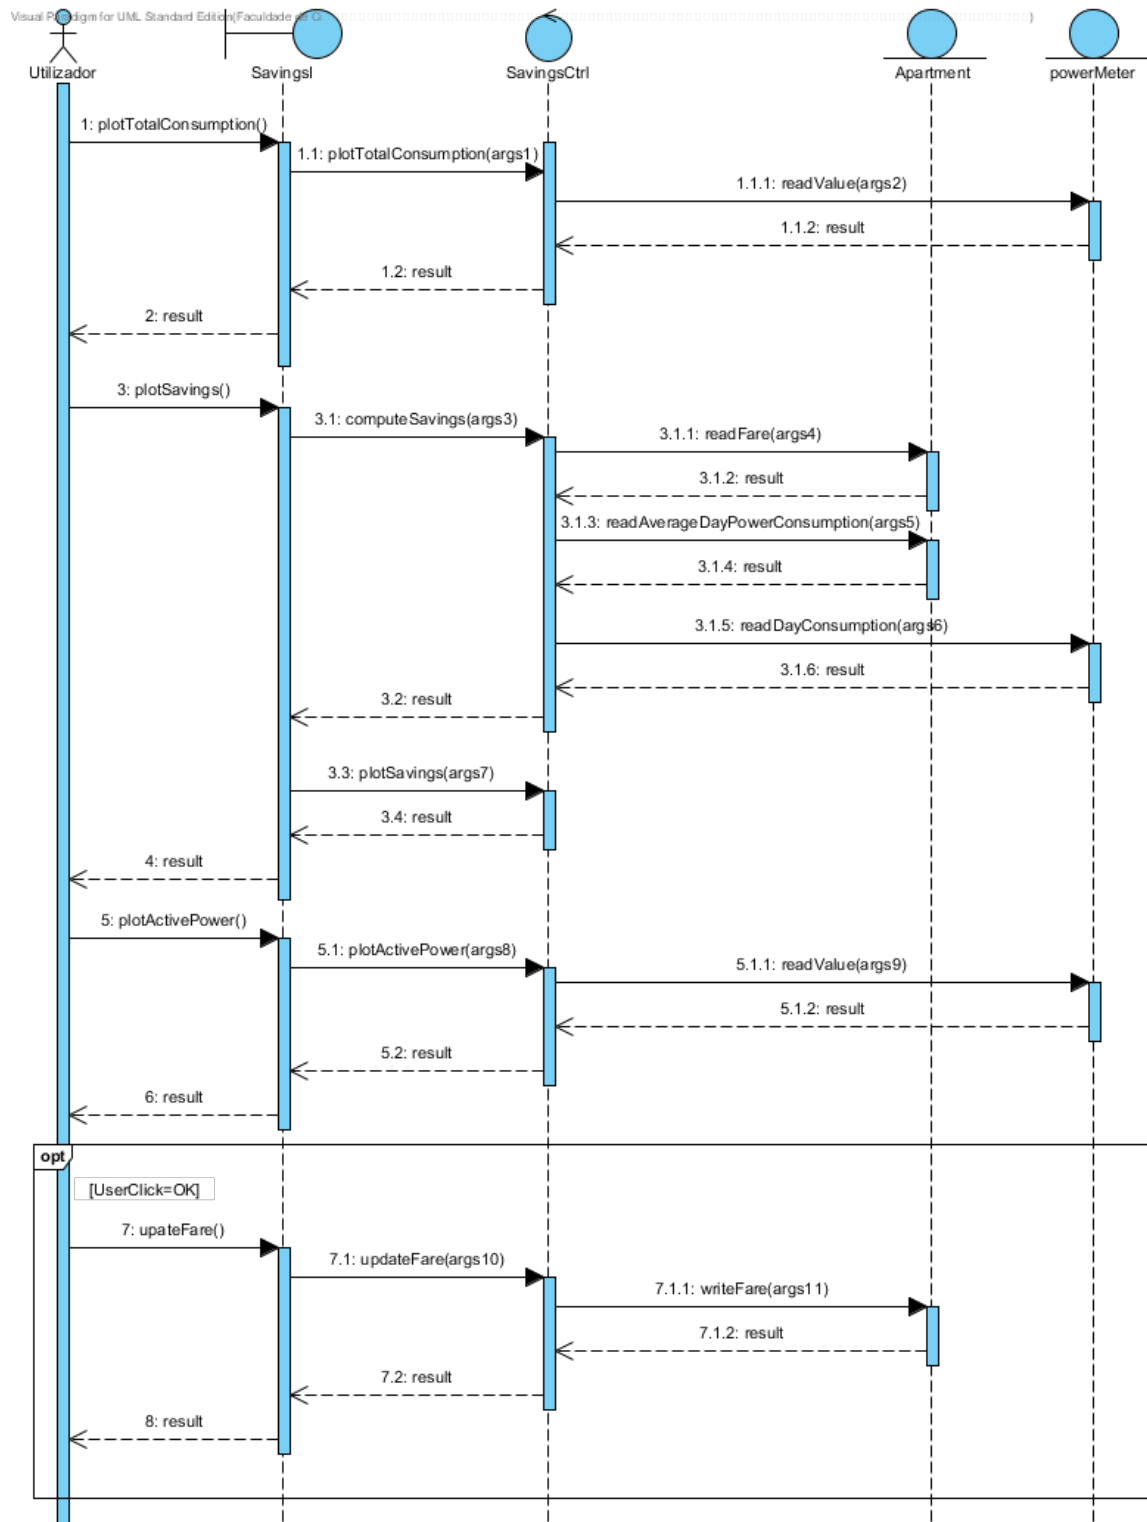 Visual Paradigm for UML Standard Edition(Faculdade de Ci
Utilizador
SavingsI
SavingsCtrl
Apartment
powerMeter
1: plotTotalConsumption()
1.1: plotTotalConsumption(args1)
1.1.1: readValue(args2)
1.1.2: result
1.2: result
2: result
3: plotSavings()
3.1: computeSavings(args3)
3.1.1: readFare(args4)
3.1.2: result
3.1.3: readAverageDayPowerConsumption(args5)
3.1.4: result
3.1.5: readDayConsumption(args6)
3.1.6: result
3.2: result
3.3: plotSavings(args7)
3.4: result
4: result
5: plotActivePower()
5.1: plotActivePower(args8)
5.1.1: readValue(args9)
5.1.2: result
5.2: result
6: result
opt
[UserClick=OK]
7: upateFare()
7.1: updateFare(args10)
7.1.1: writeFare(args11)
7.1.2: result
7.2: result
8: result